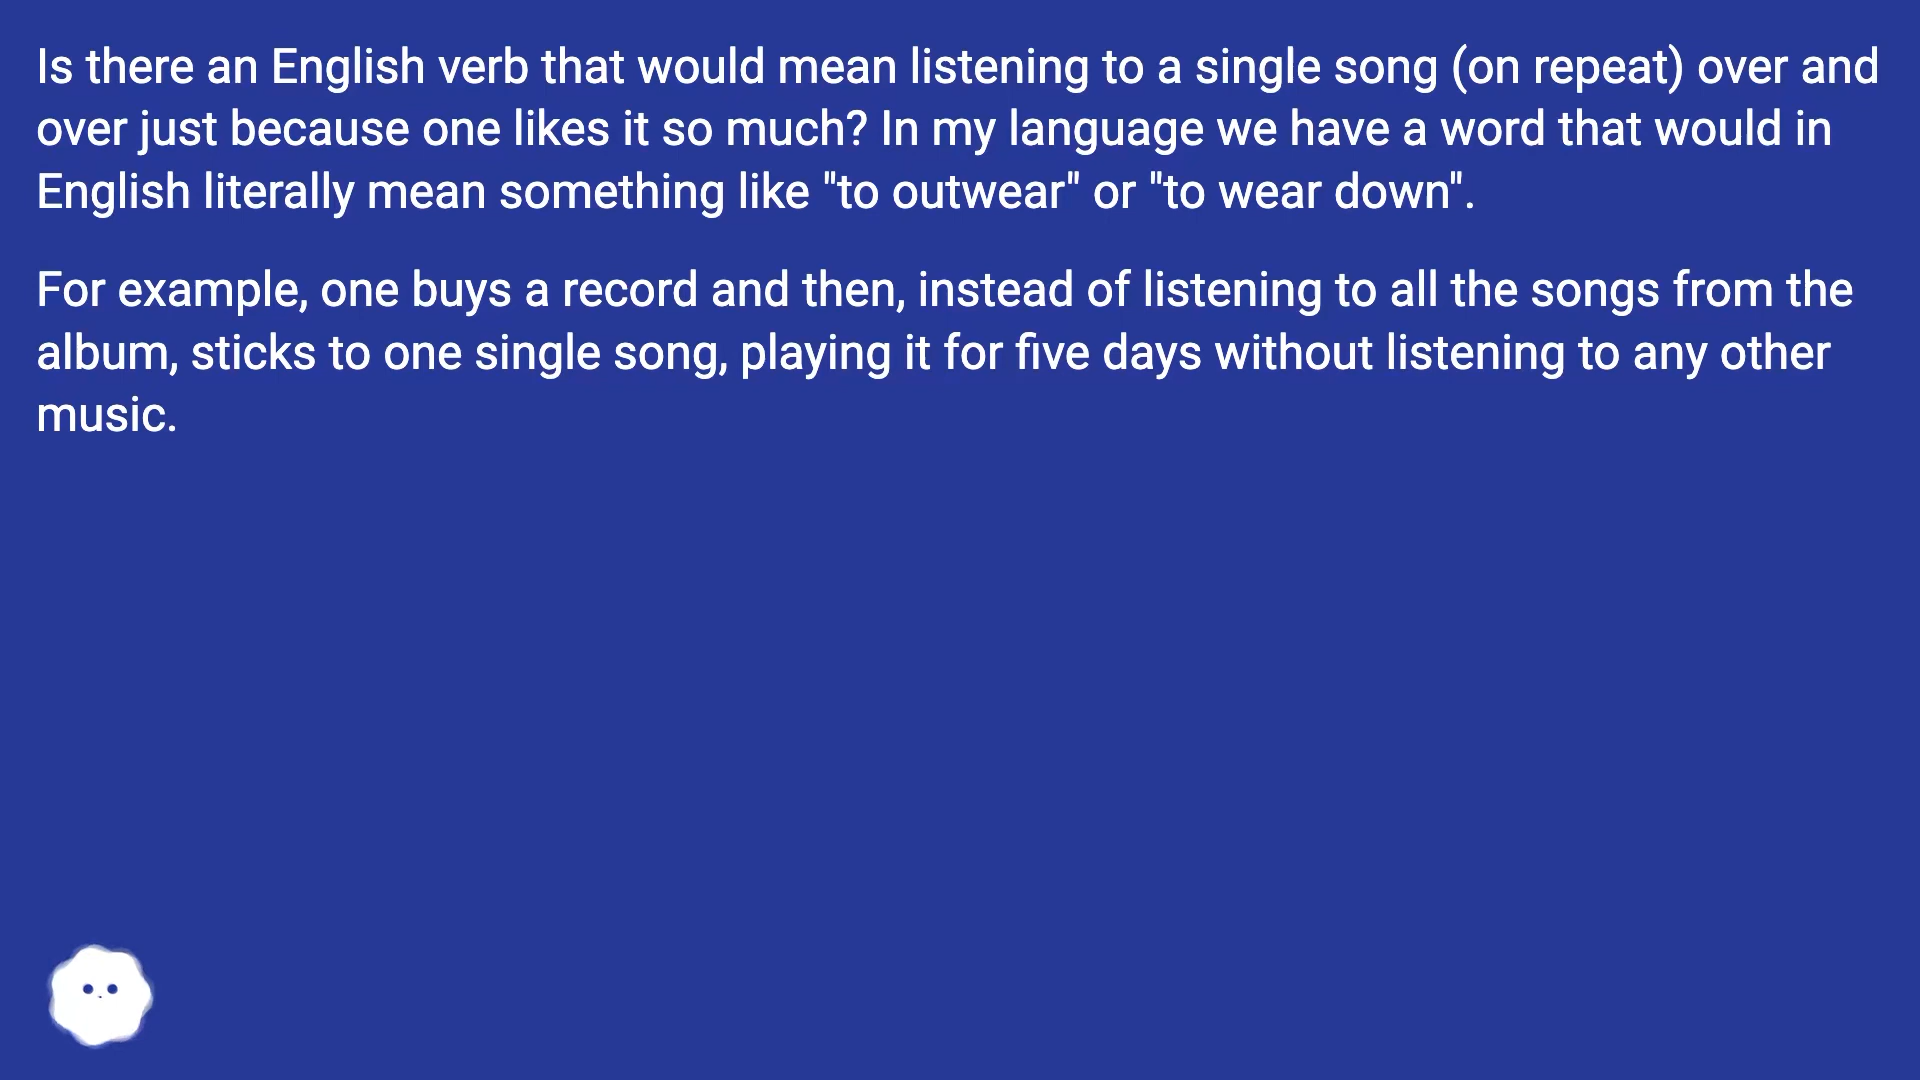 Is there an English verb that would mean listening to a single song (on repeat) over and
over just because one likes it so much? In my language we have a word that would in
English literally mean something like "to outwear" or "to wear down".
For example, one buys a record and then, instead of listening to all the songs from the
album, sticks to one single song, playing it for five days without listening to any other
music.